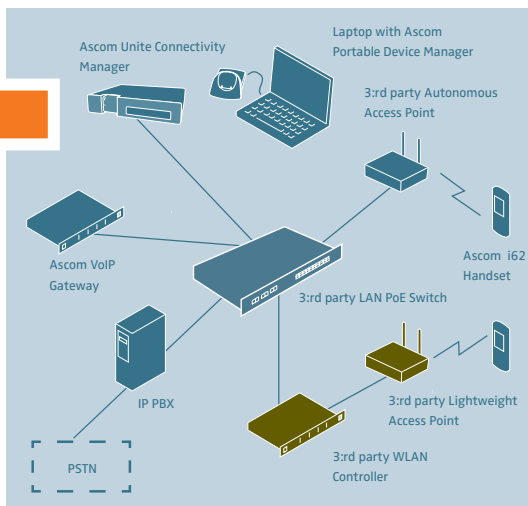 Ascom Unite Connectivity
Manager
Laptop with Ascom
Portable Device Manager
3:rd party Autonomous
Access Point
Ascom VoIP
Gateway
Ascom i62
Handset
3:rd party LAN PoE Switch
IP PBX
3:rd party Lightweight
Access Point
PSTN
3:rd party WLAN
Controller